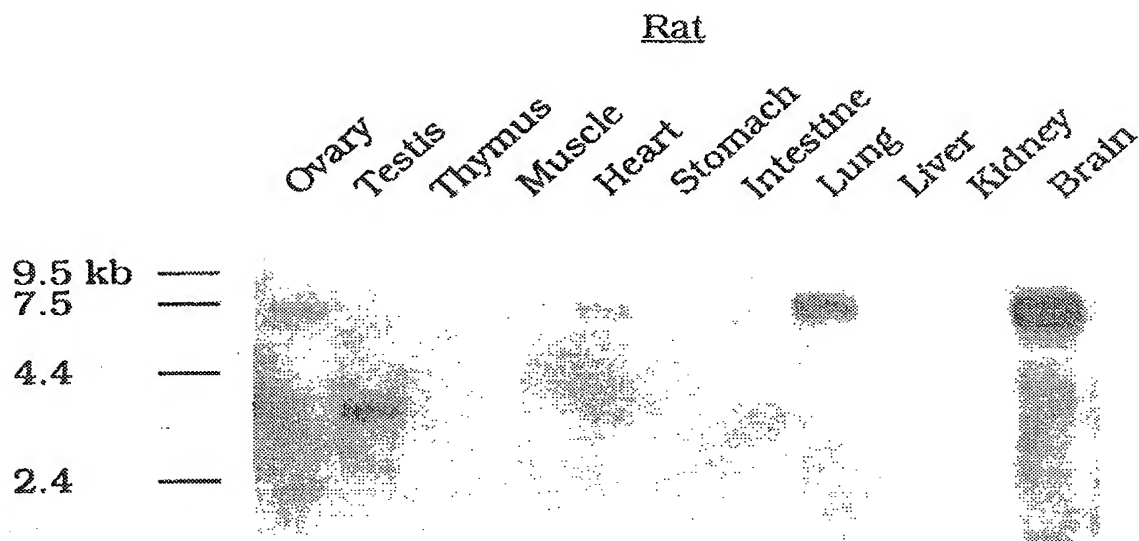 Rat
Ovary
Testis
Thymus
Muscle
Heart
Stomach
Intestine
Lung
Liver
Kidney
Brain
9.5 kb
7.5
4.4
2.4